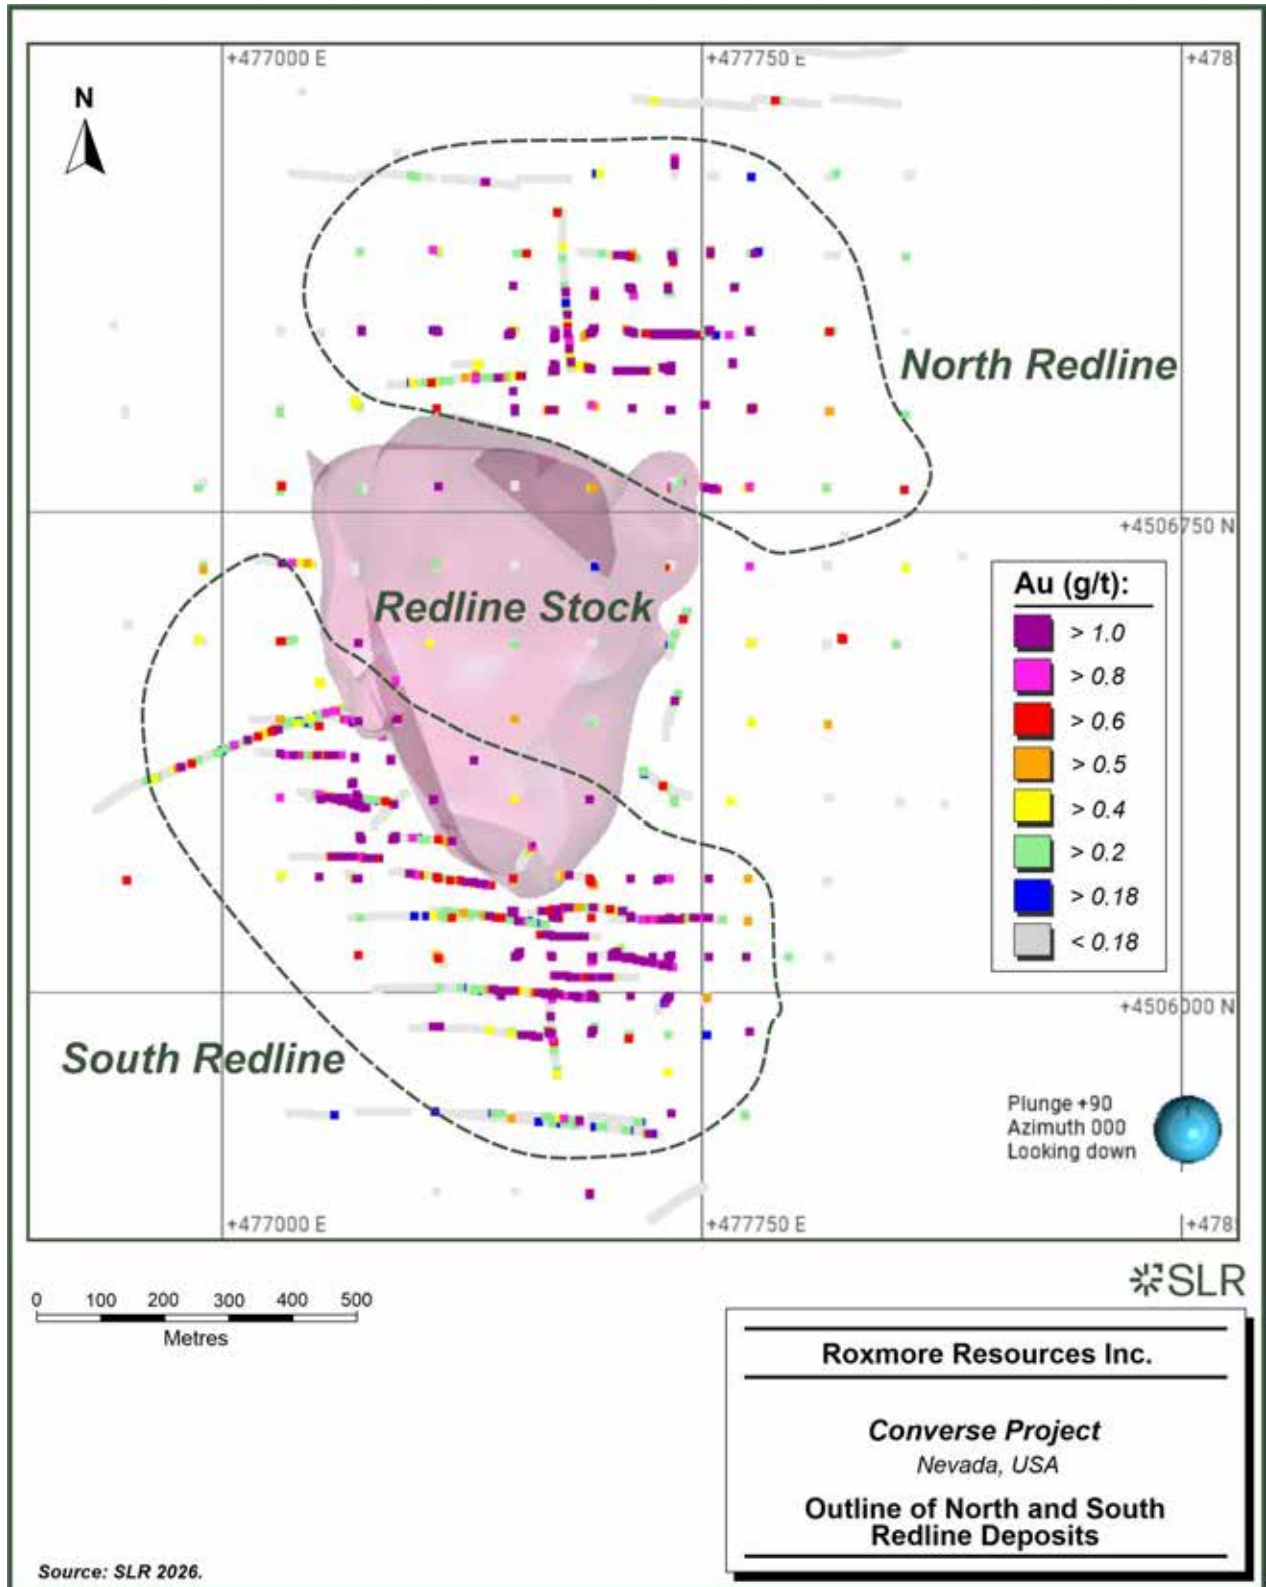 +477000 E
+477750 E
+478
N
North Redline
+4506750 N
Redline Stock
Au (g/t):
> 1.0
> 0.8
> 0.6
> 0.5
> 0.4
> 0.2
> 0.18
< 0.18
+4506000 N
South Redline
Plunge +90
Azimuth 000
Looking down
+477000 E
+477750 E
+478
SLR
0 100 200 300 400 500
Metres
Roxmore Resources Inc.
Converse Project
Nevada, USA
Outline of North and South
Redline Deposits
Source: SLR 2026.